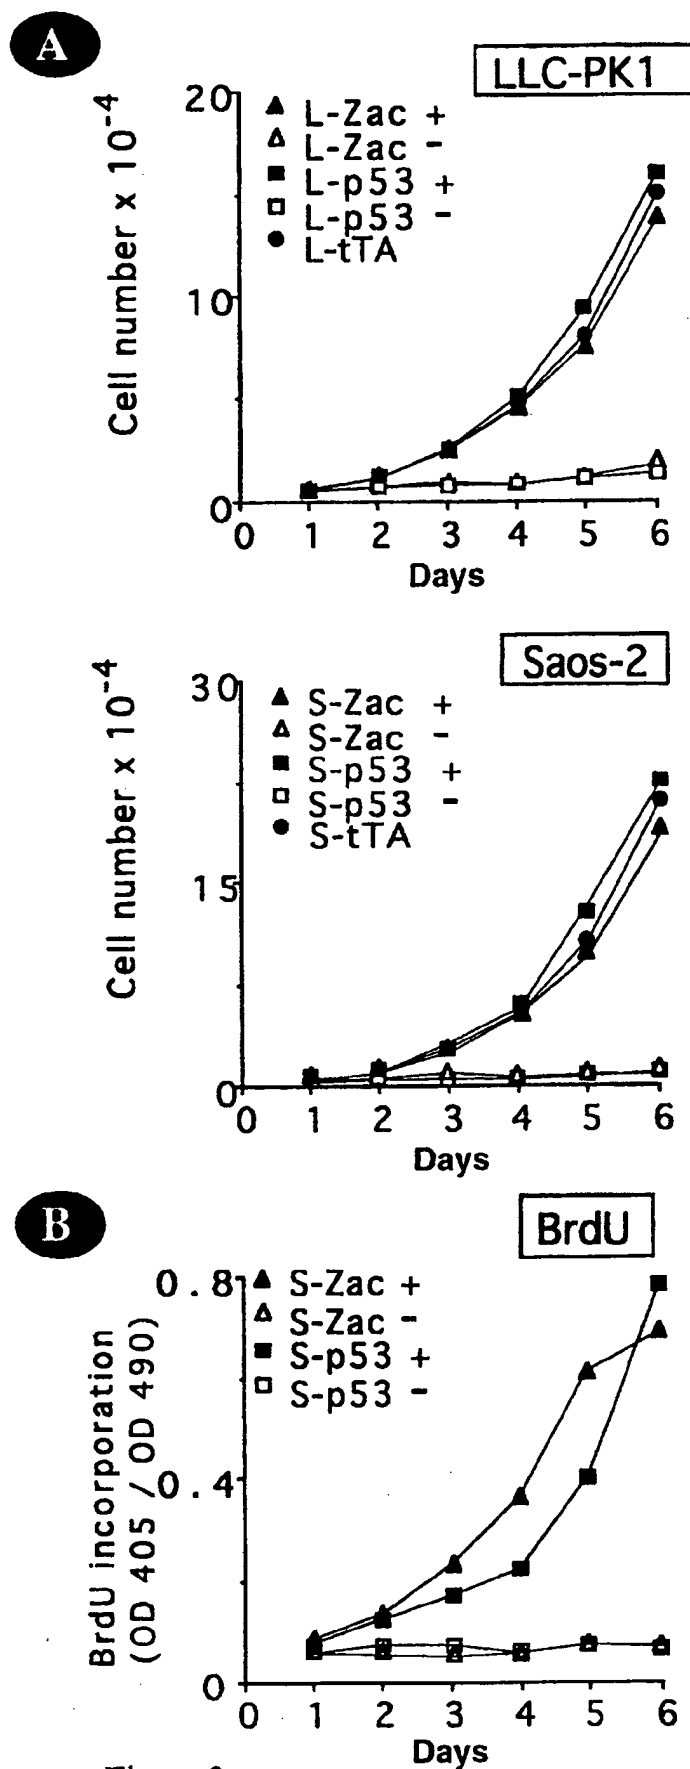 A
LLC-PK1
Cell number x 10⁻⁴
20
10
0
L-Zac +
L-Zac -
L-p53 +
L-p53 -
L-tTA
0 1 2 3 4 5 6
Days
Saos-2
Cell number x 10⁻⁴
30
15
0
S-Zac +
S-Zac -
S-p53 +
S-p53 -
S-tTA
0 1 2 3 4 5 6
Days
B
BrdU
BrdU incorporation
(OD 405 / OD 490)
0.8
0.4
0
S-Zac +
S-Zac -
S-p53 +
S-p53 -
0 1 2 3 4 5 6
Days